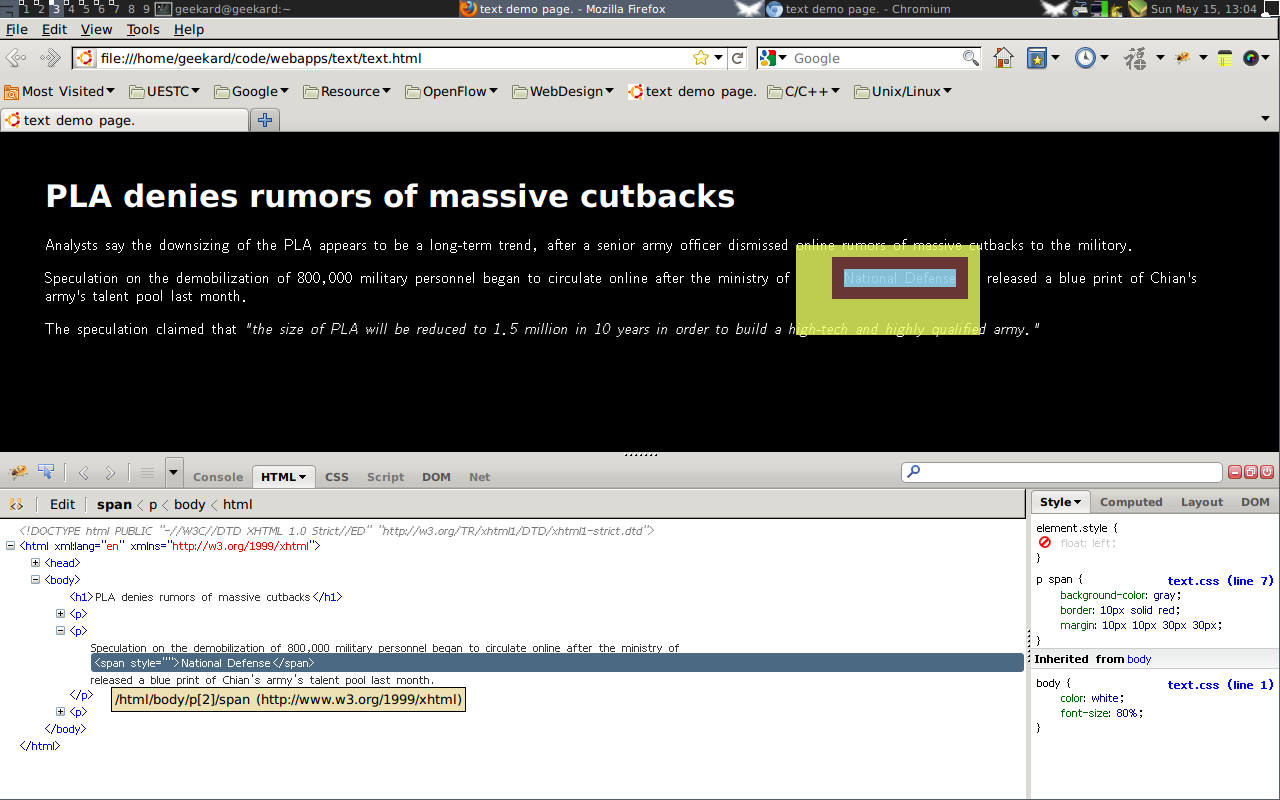 1 2 3 4 5 6 7 8 9 geekard@geekard:~ text demo page. - Mozilla Firefox text demo page. - Chromium Sun May 15, 13:04
File Edit View Tools Help
file:///home/geekard/code/webapps/text/text.html Google 福
Most Visited UESTC Google Resource OpenFlow WebDesign text demo page. C/C++ Unix/Linux
text demo page.
PLA denies rumors of massive cutbacks
Analysts say the downsizing of the PLA appears to be a long-term trend, after a senior army officer dismissed online rumors of massive cutbacks to the military.
Speculation on the demobilization of 800,000 military personnel began to circulate online after the ministry of National Defense released a blue print of Chian's
army's talent pool last month.
The speculation claimed that "the size of PLA will be reduced to 1.5 million in 10 years in order to build a high-tech and highly qualified army."
Console HTML CSS Script DOM Net
Edit span < p < body < html
Style Computed Layout DOM
<!DOCTYPE html PUBLIC "-//W3C//DTD XHTML 1.0 Strict//ED" "http://w3.org/TR/xhtml1/DTD/xhtml1-strict.dtd">
<html xml:lang="en" xmlns="http://w3.org/1999/xhtml">
<head>
<body>
<h1>PLA denies rumors of massive cutbacks</h1>
<p>
<p>
Speculation on the demobilization of 800,000 military personnel began to circulate online after the ministry of
<span style="">National Defense</span>
released a blue print of Chian's army's talent pool last month.
</p>
/html/body/p[2]/span (http://www.w3.org/1999/xhtml)
<p>
</body>
</html>
element.style {
float: left;
}
p span { text.css (line 7)
background-color: gray;
border: 10px solid red;
margin: 10px 10px 30px 30px;
}
Inherited from body
body { text.css (line 1)
color: white;
font-size: 80%;
}